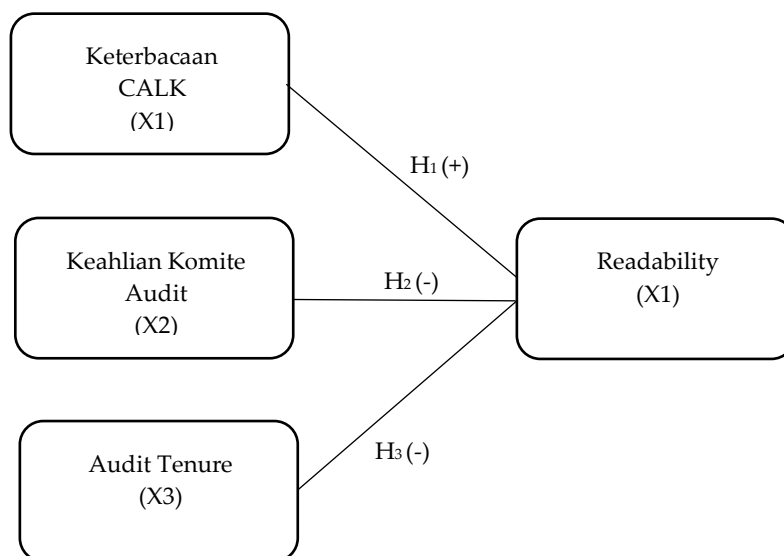 Keterbacaan
CALK
(X1)
H1 (+)
Keahlian Komite
Audit
(X2)
H2 (-)
Readability
(X1)
Audit Tenure
(X3)
H3 (-)